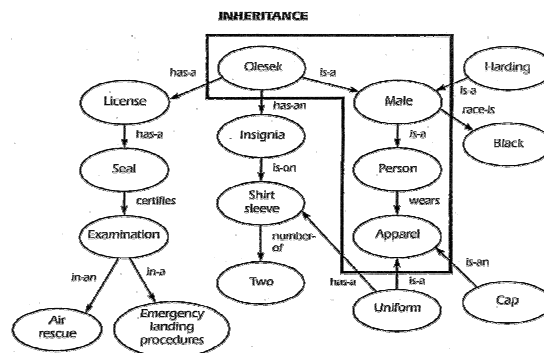 INHERITANCE
Olesek
Harding
has-a
is-a
is-a
License
has-an
Male
race-is
has-a
Insignia
is-a
Black
Seal
is-on
Person
certifies
Shirt
sleeve
wears
Examination
number-
of
Apparel
in-an
in-a
Two
has-a
is-a
is-an
Air
rescue
Emergency
landing
procedures
Uniform
Cap